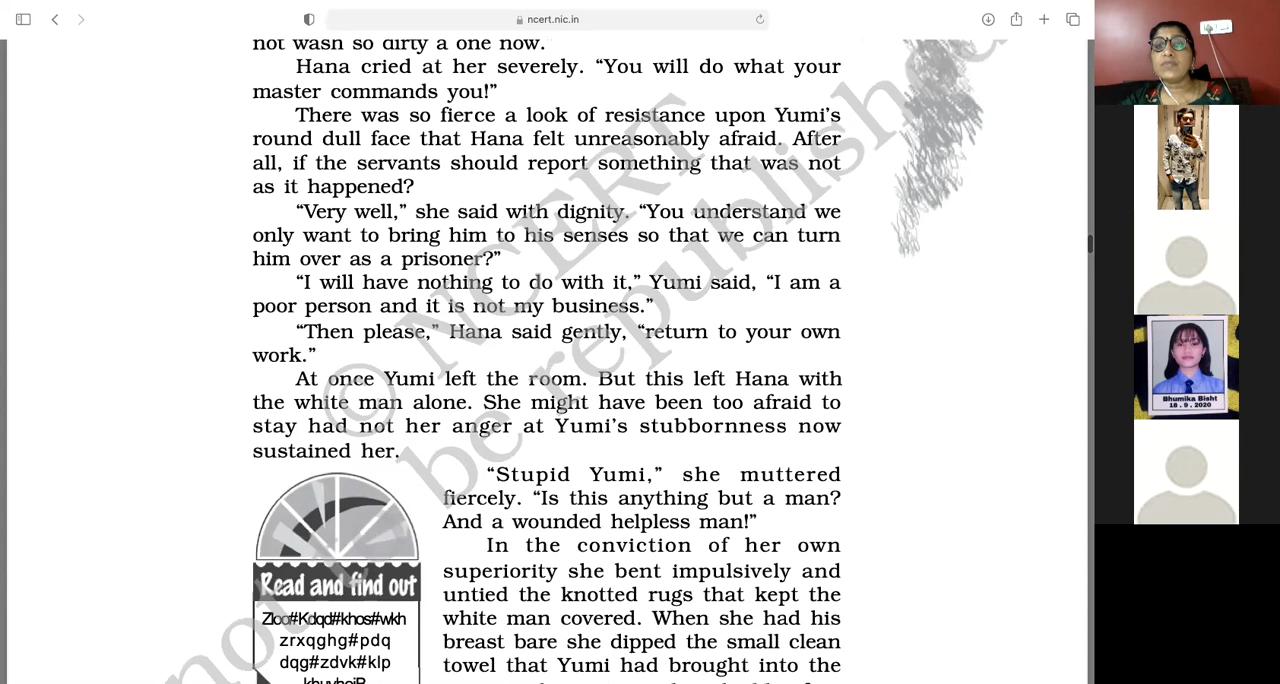 ncert.nic.in
not wash so dirty a one now.”
Hana cried at her severely. “You will do what your
master commands you!”
There was so fierce a look of resistance upon Yumi’s
round dull face that Hana felt unreasonably afraid. After
all, if the servants should report something that was not
as it happened?
“Very well,” she said with dignity. “You understand we
only want to bring him to his senses so that we can turn
him over as a prisoner?”
“I will have nothing to do with it,” Yumi said, “I am a
poor person and it is not my business.”
“Then please,” Hana said gently, “return to your own
work.”
At once Yumi left the room. But this left Hana with
the white man alone. She might have been too afraid to
stay had not her anger at Yumi’s stubbornness now
sustained her.
“Stupid Yumi,” she muttered
fiercely. “Is this anything but a man?
And a wounded helpless man!”
In the conviction of her own
superiority she bent impulsively and
untied the knotted rugs that kept the
white man covered. When she had his
breast bare she dipped the small clean
towel that Yumi had brought into the
Read and find out
Zloo#Kdqd#khos#wkh
zrxqghg#pdq
dqg#zdvk#klp
© NCERT
not be republished
Bhumika Bisht
18 . 9 . 2020